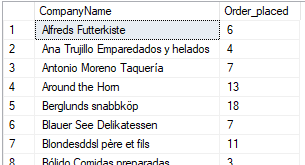 CompanyName Order_placed
1 Alfreds Futterkiste 6
2 Ana Trujillo Emparedados y helados 4
3 Antonio Moreno Taquería 7
4 Around the Horn 13
5 Berglunds snabbköp 18
6 Blauer See Delikatessen 7
7 Blondesddsl père et fils 11
8 Bólido Comidas preparadas 3